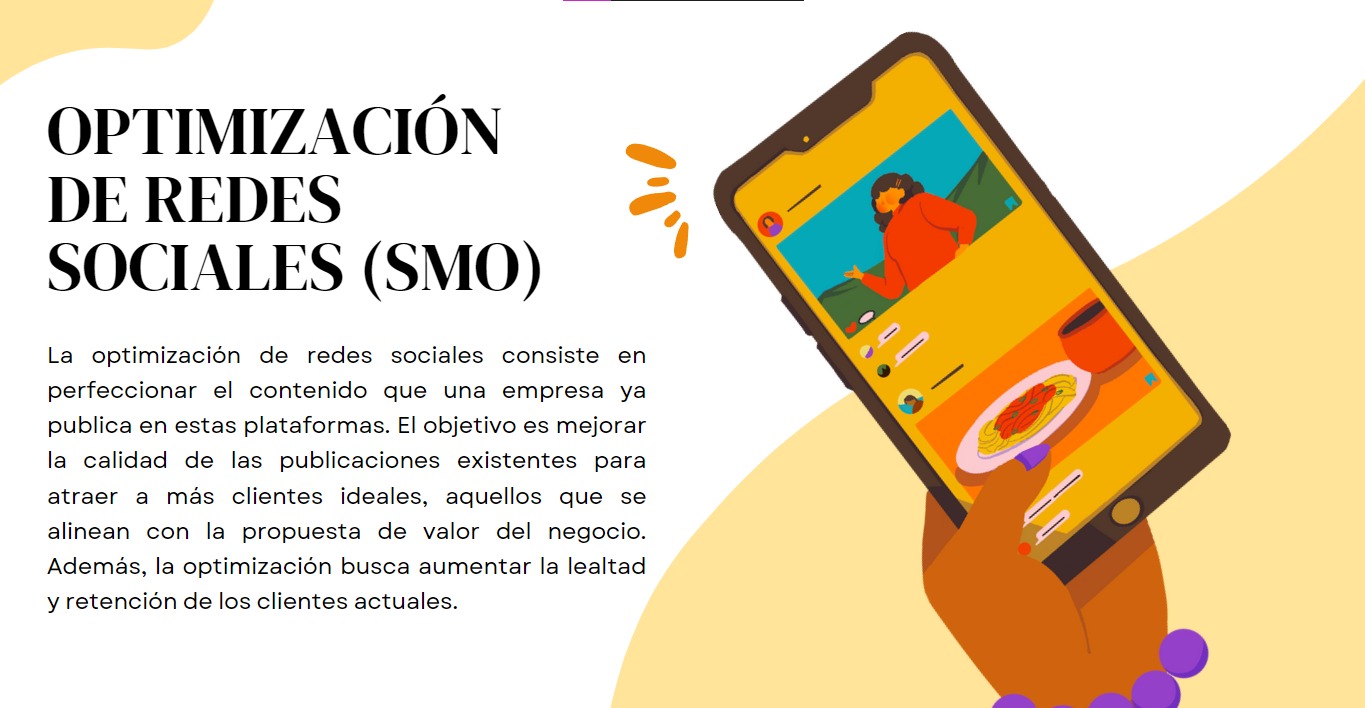 OPTIMIZACIÓN
DE REDES
SOCIALES (SMO)
La optimización de redes sociales consiste en
perfeccionar el contenido que una empresa ya
publica en estas plataformas. El objetivo es mejorar
la calidad de las publicaciones existentes para
atraer a más clientes ideales, aquellos que se
alinean con la propuesta de valor del negocio.
Además, la optimización busca aumentar la lealtad
y retención de los clientes actuales.